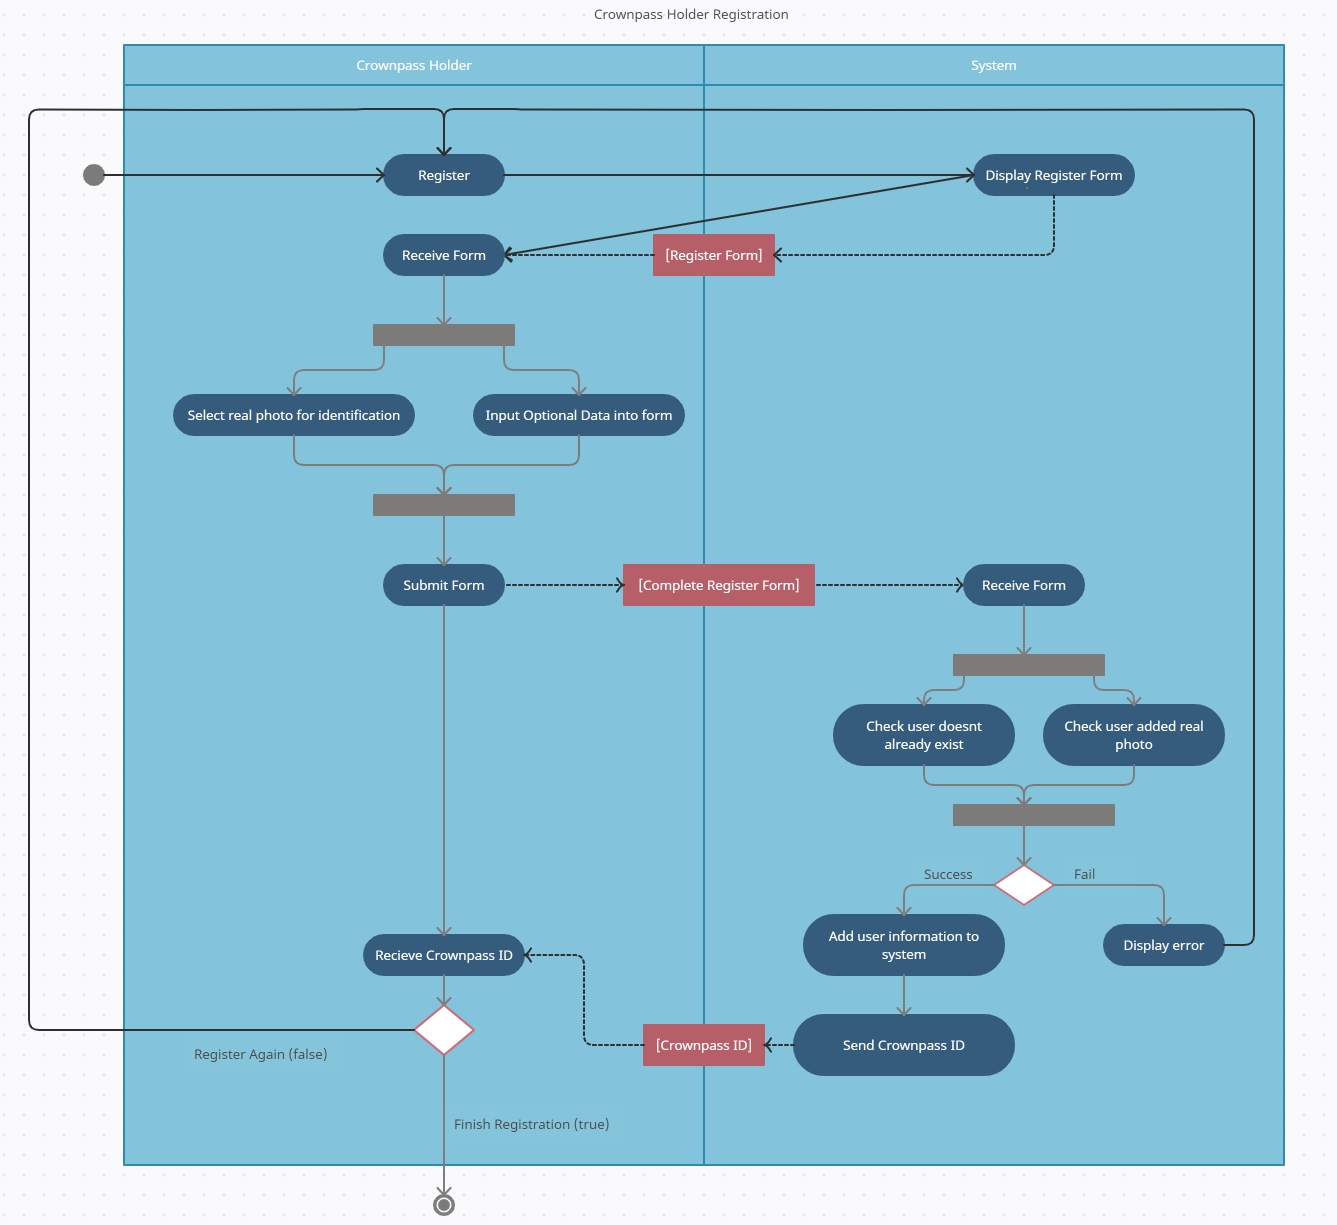 Crownpass Holder Registration
Crownpass Holder
System
Register
Display Register Form
Receive Form
[Register Form]
Select real photo for identification
Input Optional Data into form
Submit Form
[Complete Register Form]
Receive Form
Check user doesnt
already exist
Check user added real
photo
Success
Fail
Add user information to
system
Display error
Recieve Crownpass ID
[Crownpass ID]
Send Crownpass ID
Register Again (false)
Finish Registration (true)